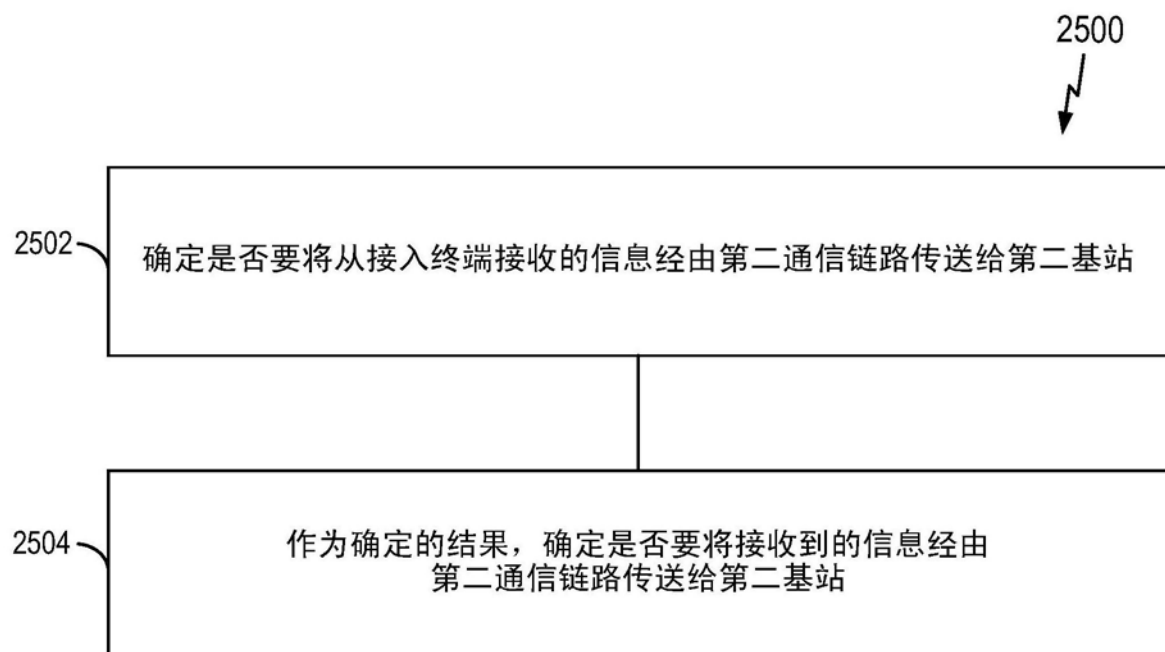 2500
2502
确定是否要将从接入终端接收的信息经由第二通信链路传送给第二基站
2504
作为确定的结果，确定是否要将接收到的信息经由
第二通信链路传送给第二基站